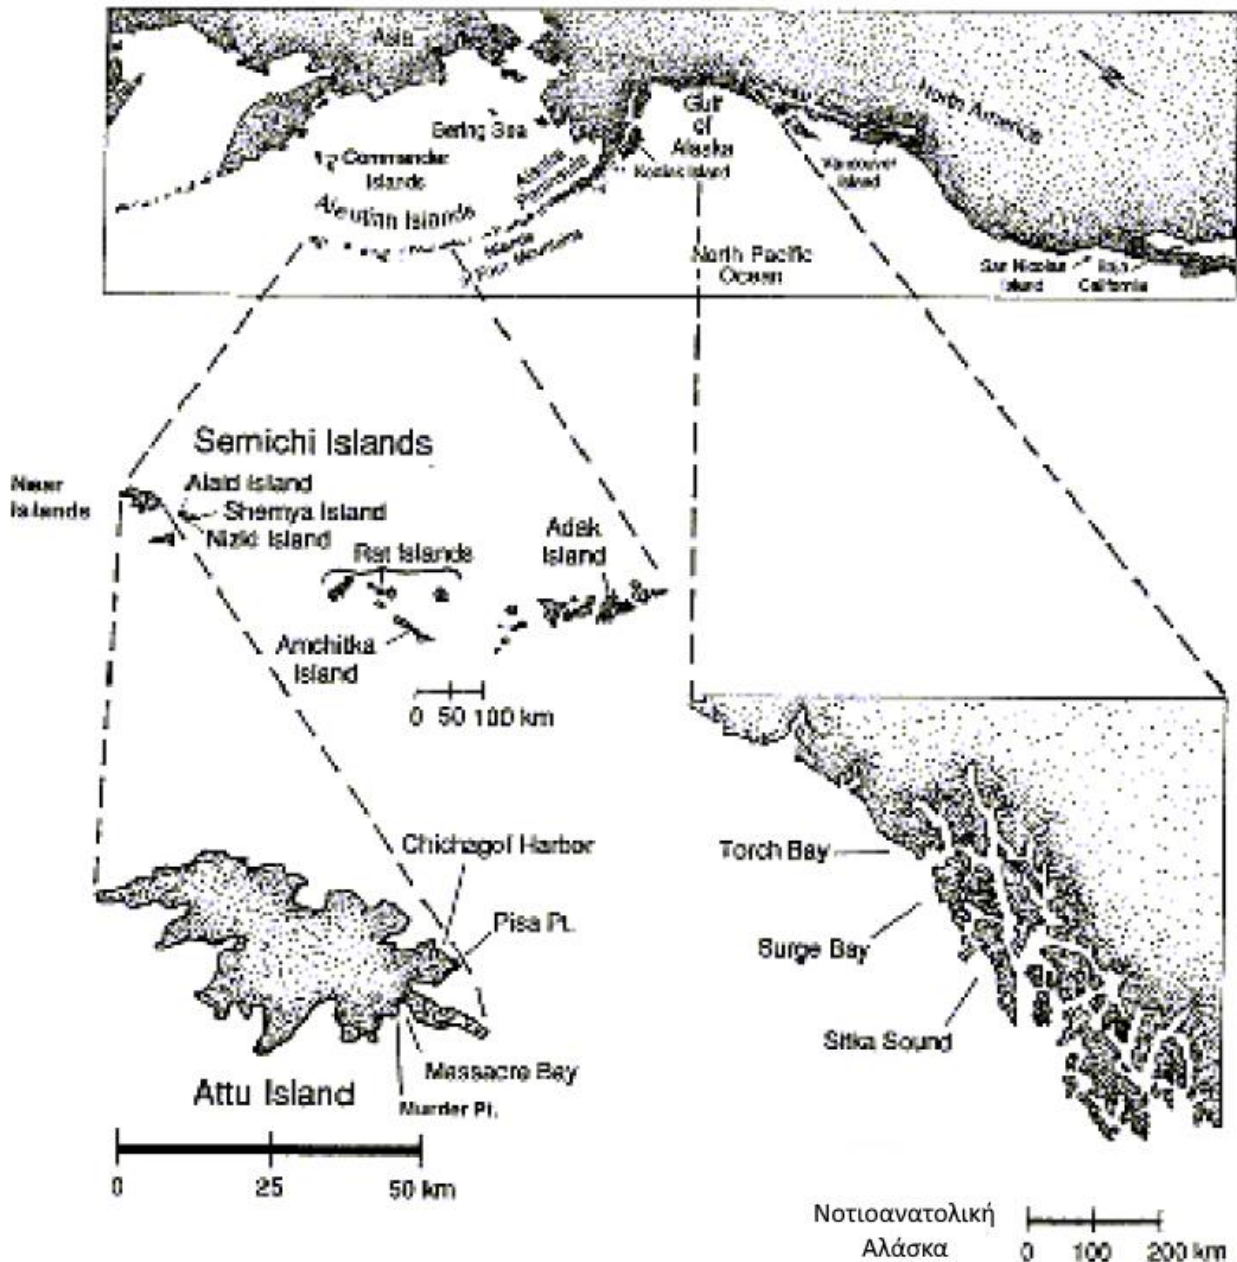 Asia
North America
Bering Sea
Gulf
of
Alaska
Commander
Islands
Kodiak Island
Vancouver
Island
Alaska
Peninsula
Aleutian Islands
Islands
Four Mountains
North Pacific
Ocean
San Nicolas
Island
Baja
California
Semichi Islands
Near
Islands
Alaid Island
Shemya Island
Nizki Island
Rat Islands
Adak
Island
Amchitka
Island
0 50 100 km
Chichagof Harbor
Pisa Pt.
Massacre Bay
Murder Pt.
Attu Island
0 25 50 km
Torch Bay
Surge Bay
Sitka Sound
Νοτιοανατολική
Αλάσκα
0 100 200 km